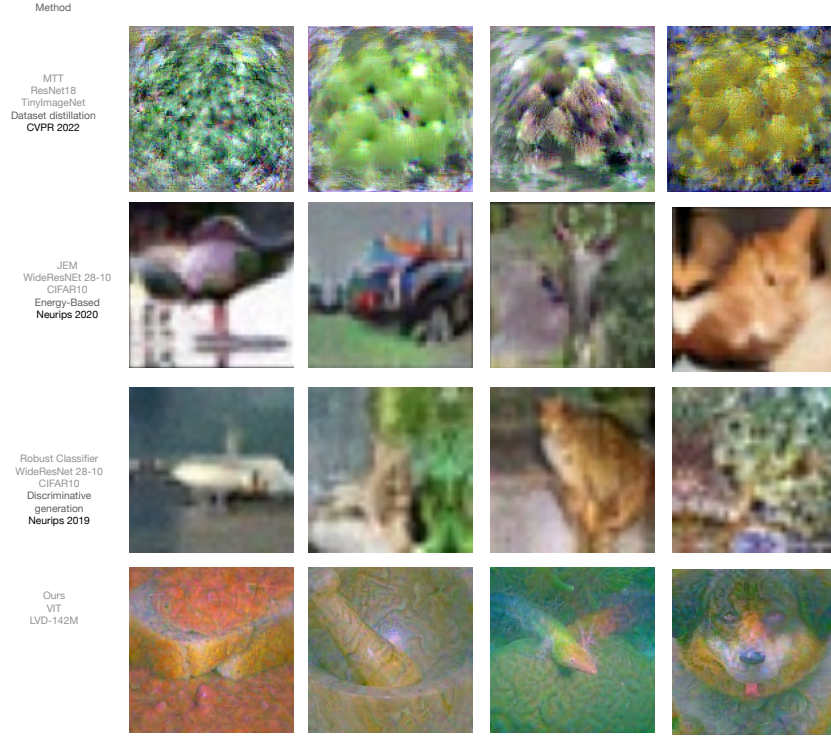 Method
MTT
ResNet18
TinyImageNet
Dataset distillation
CVPR 2022
JEM
WideResNEt 28-10
CIFAR10
Energy-Based
Neurips 2020
Robust Classifier
WideResNet 28-10
CIFAR10
Discriminative
generation
Neurips 2019
Ours
VIT
LVD-142M